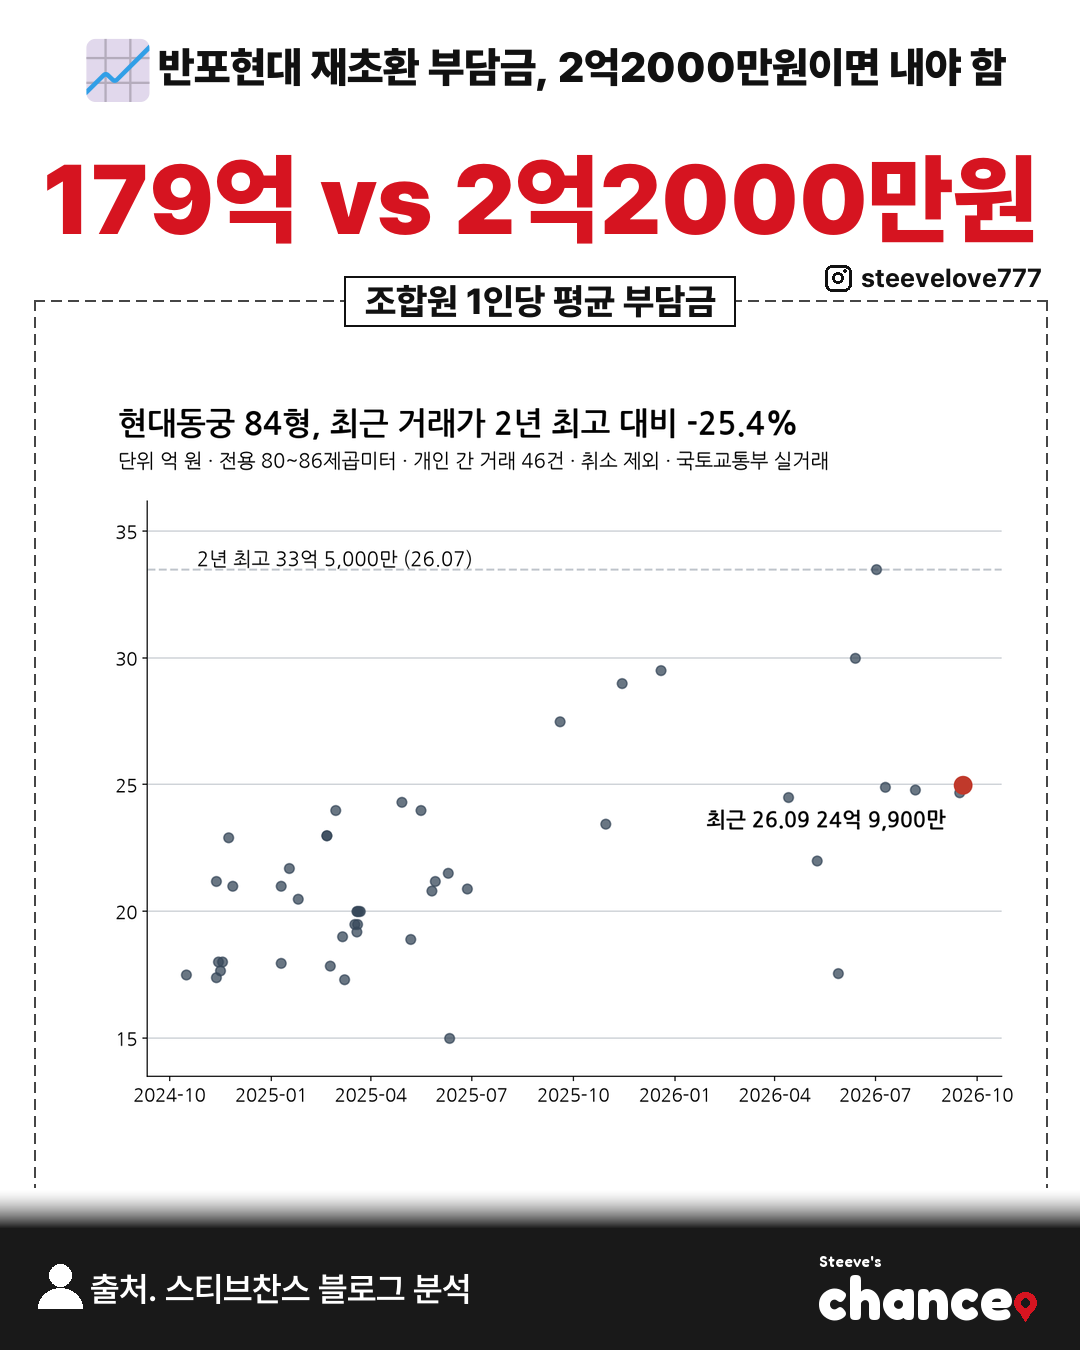 반포현대 재초환 부담금, 2억2000만원이면 내야 함
179억 vs 2억2000만원
steevelove777
조합원 1인당 평균 부담금
현대동궁 84형, 최근 거래가 2년 최고 대비 -25.4%
단위 억 원 · 전용 80~86제곱미터 · 개인 간 거래 46건 · 취소 제외 · 국토교통부 실거래
35
2년 최고 33억 5,000만 (26.07)
30
25
최근 26.09 24억 9,900만
20
15
2024-10 2025-01 2025-04 2025-07 2025-10 2026-01 2026-04 2026-07 2026-10
출처. 스티브찬스 블로그 분석
Steeve's
chance